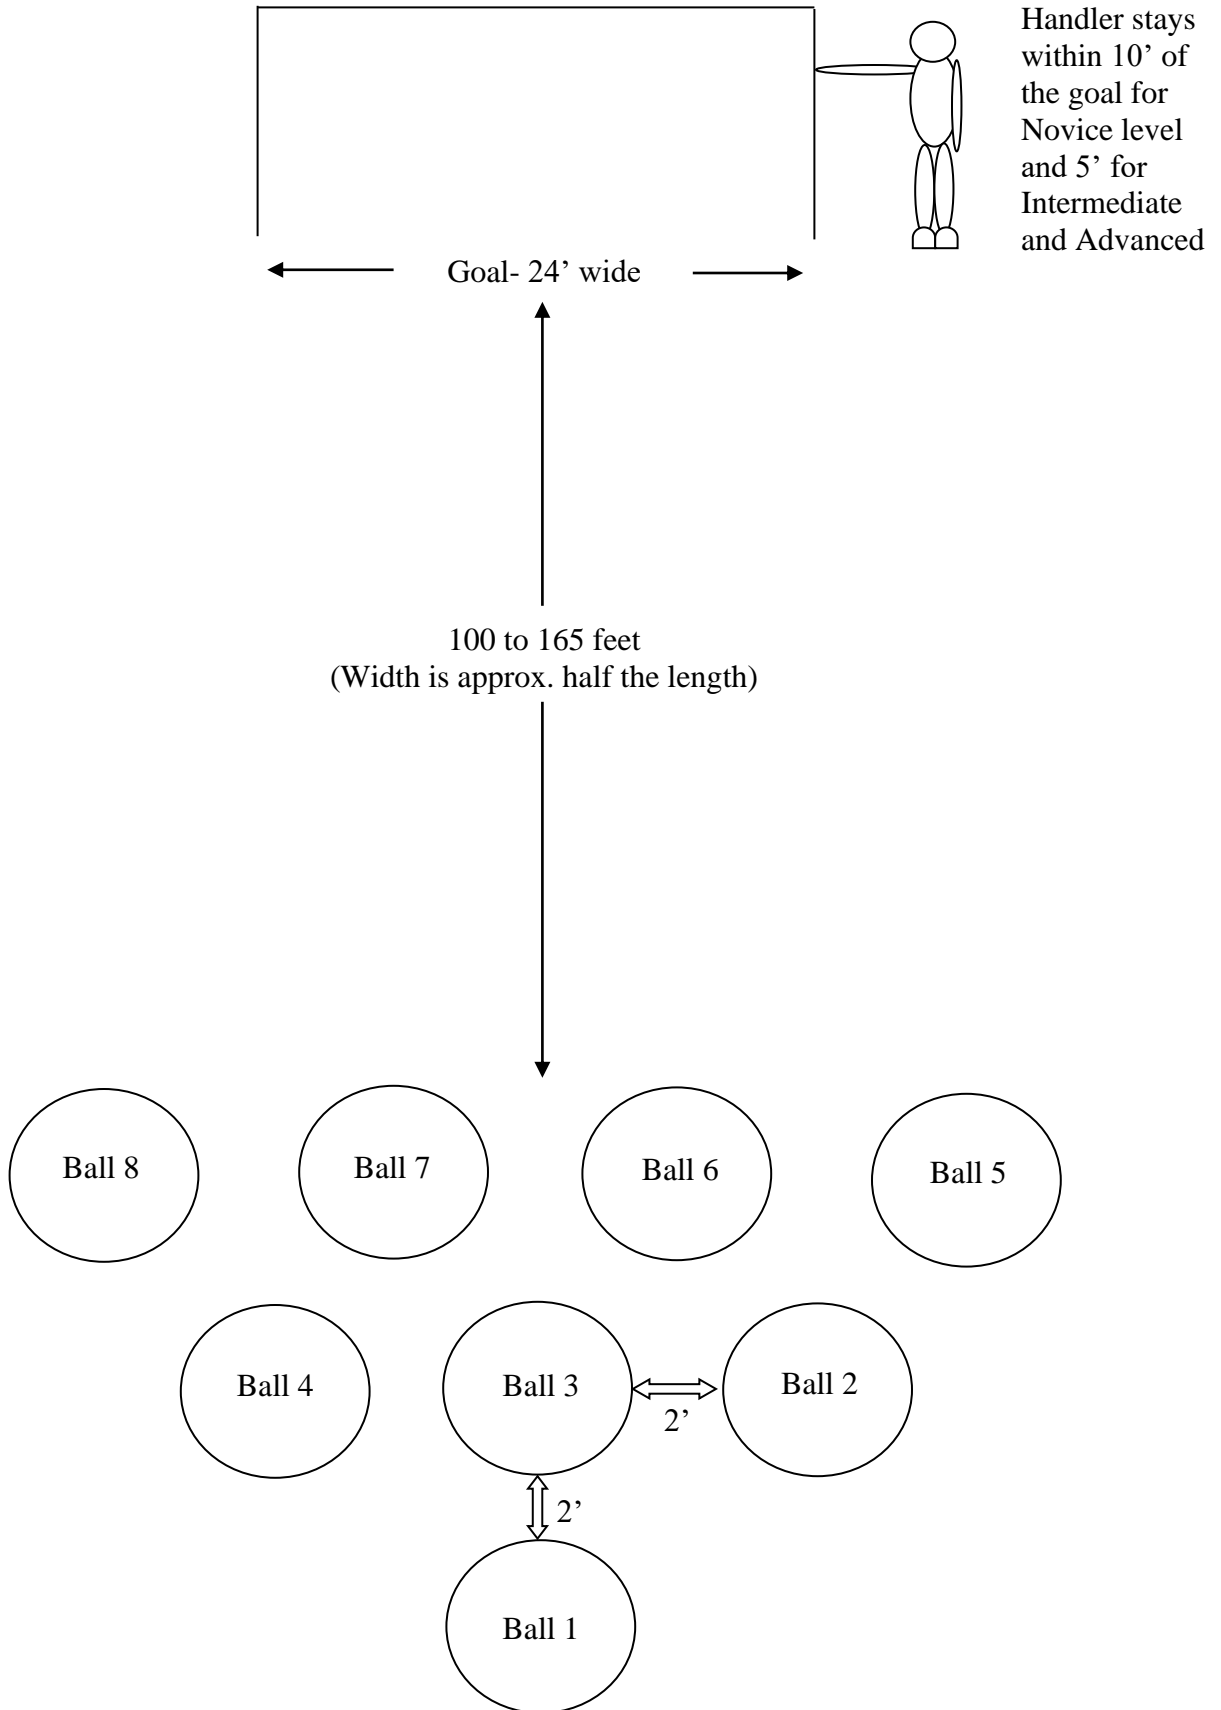 Handler stays
within 10’ of
the goal for
Novice level
and 5’ for
Intermediate
and Advanced
Goal- 24’ wide
100 to 165 feet
(Width is approx. half the length)
Ball 8
Ball 7
Ball 6
Ball 5
Ball 4
Ball 3
Ball 2
2’
2’
Ball 1